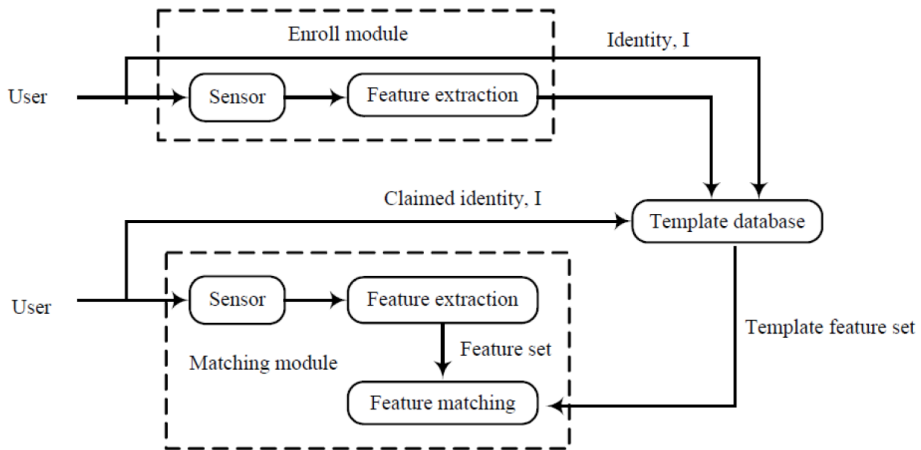 Enroll module
Identity, I
User
Sensor
Feature extraction
Claimed identity, I
Template database
User
Sensor
Feature extraction
Template feature set
Feature set
Matching module
Feature matching